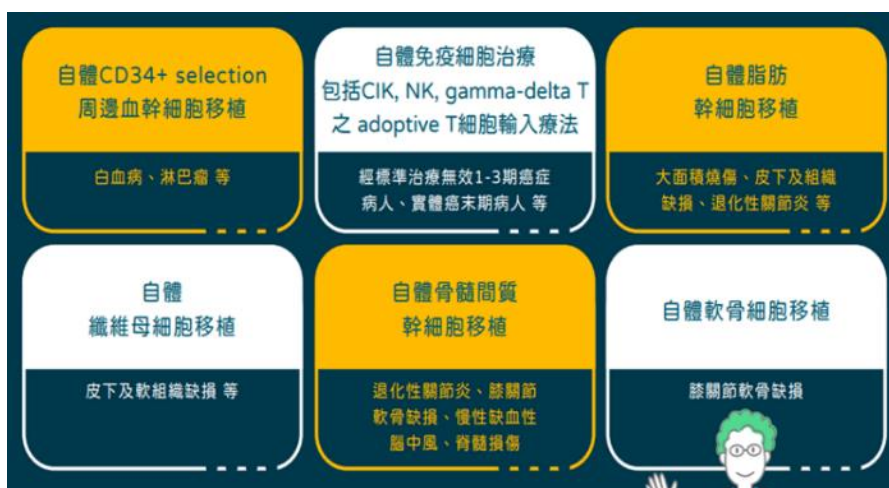 自體CD34+ selection
周邊血幹細胞移植
白血病、淋巴瘤 等
自體免疫細胞治療
包括CIK, NK, gamma-delta T
之 adoptive T細胞輸入療法
經標準治療無效1-3期癌症
病人、實體癌末期病人 等
自體脂肪
幹細胞移植
大面積燒傷、皮下及組織
缺損、退化性關節炎 等
自體
纖維母細胞移植
皮下及軟組織缺損 等
自體骨髓間質
幹細胞移植
退化性關節炎、膝關節
軟骨缺損、慢性缺血性
腦中風、脊髓損傷
自體軟骨細胞移植
膝關節軟骨缺損